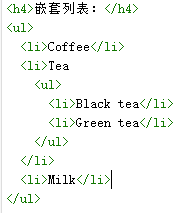 <h4>嵌套列表：</h4>
<ul>
  <li>Coffee</li>
  <li>Tea
    <ul>
      <li>Black tea</li>
      <li>Green tea</li>
    </ul>
  </li>
  <li>Milk</li>
</ul>